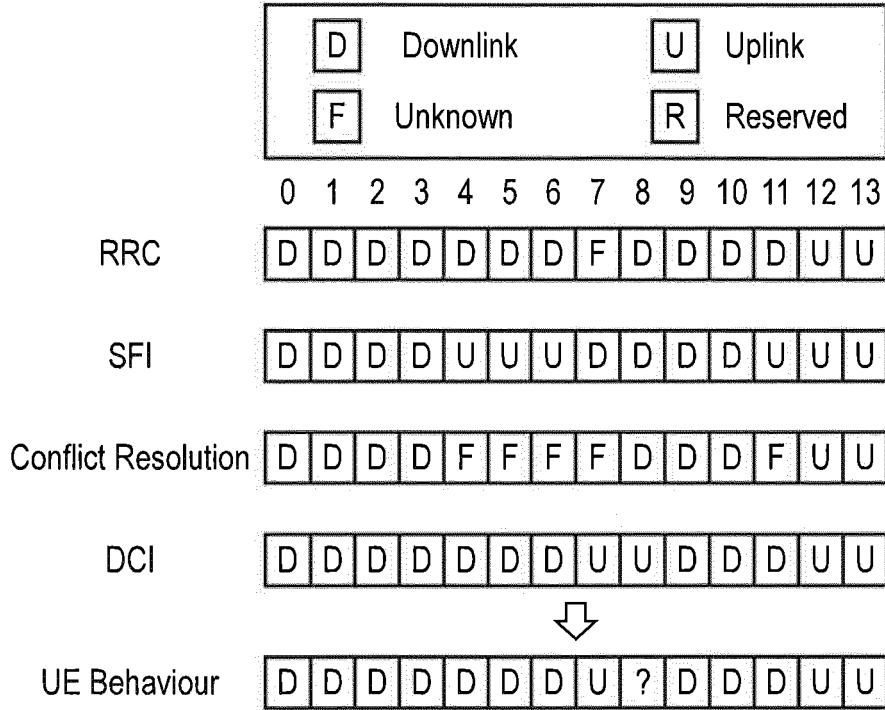 D Downlink U Uplink
F Unknown R Reserved
0 1 2 3 4 5 6 7 8 9 10 11 12 13
RRC D D D D D D D F D D D D U U
SFI D D D D U U U D D D D U U U
Conflict Resolution D D D D F F F F D D D F U U
DCI D D D D D D D U U D D D U U
UE Behaviour D D D D D D D U ? D D D U U